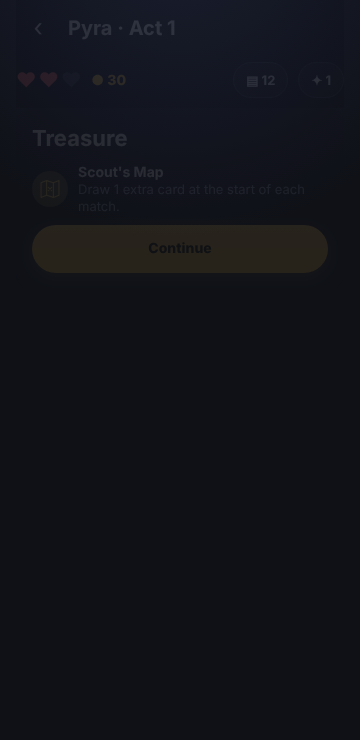 Pyra · Act 1
30
12
1
Treasure
Scout's Map
Draw 1 extra card at the start of each
match.
Continue